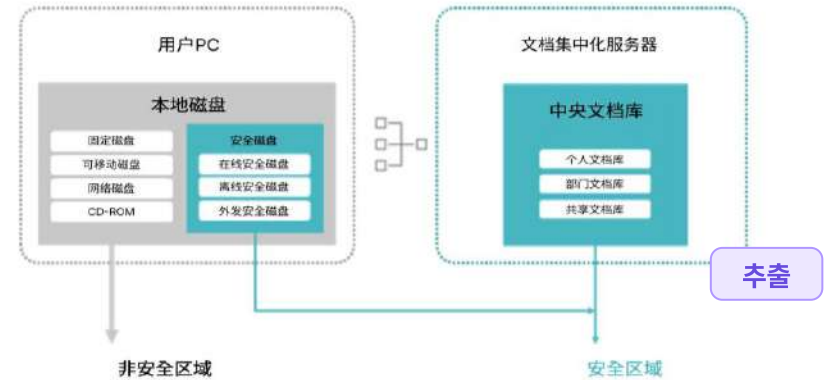 用户PC
文档集中化服务器
本地磁盘
中央文档库
固定磁盘
可移动磁盘
网络磁盘
CD-ROM
安全磁盘
在线安全磁盘
离线安全磁盘
外发安全磁盘
个人文档库
部门文档库
共享文档库
추출
非安全区域
安全区域